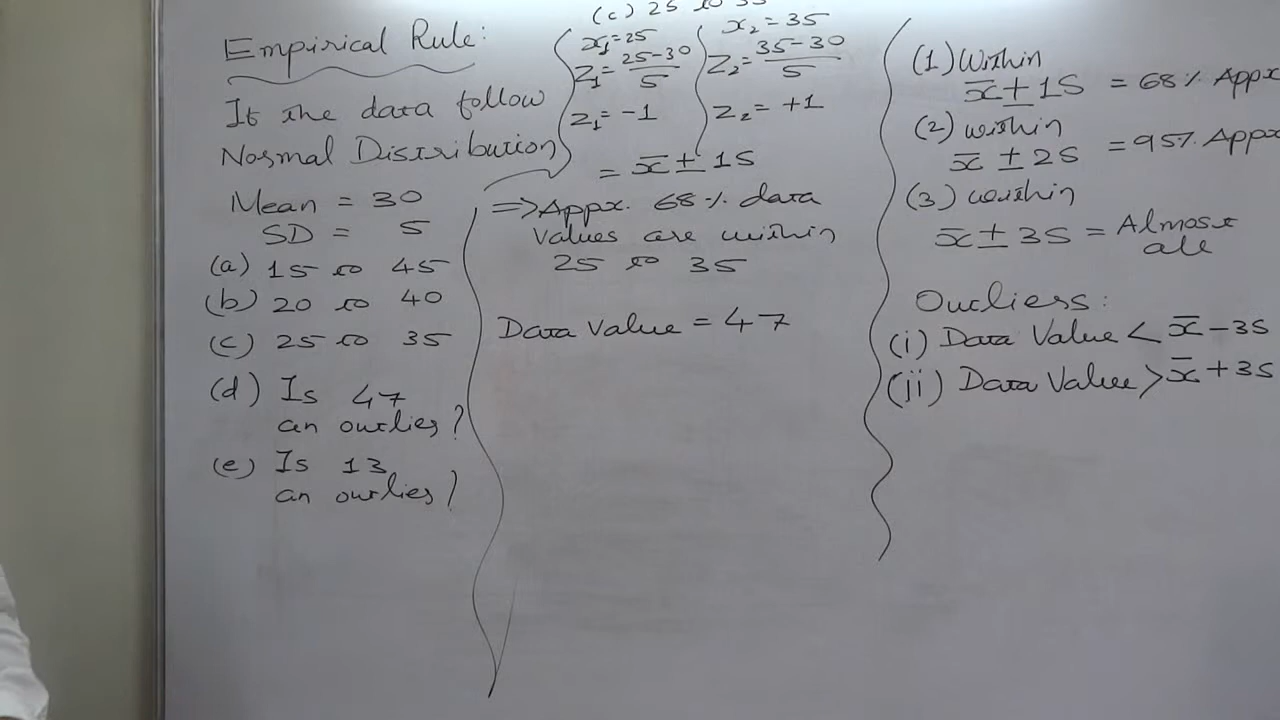 Empirical Rule:
If the data follow
Normal Distribution
Mean = 30
SD = 5
(a) 15 to 45
(b) 20 to 40
(c) 25 to 35
(d) Is 47
an outlier?
(e) Is 13
an outlier?
(c) 25 to 35
x₁=25
Z₁= 25-30/5
Z₁= -1
x₂=35
Z₂= 35-30/5
Z₂= +1
= x̄ ± 1S
⇒ Appx. 68% data
values are within
25 to 35
Data Value = 47
(1) Within
x̄ ± 1S = 68% Appx
(2) within
x̄ ± 2S = 95% Appx
(3) within
x̄ ± 3S = Almost
all
Outliers:
(i) Data Value < x̄ - 3S
(ii) Data Value > x̄ + 3S